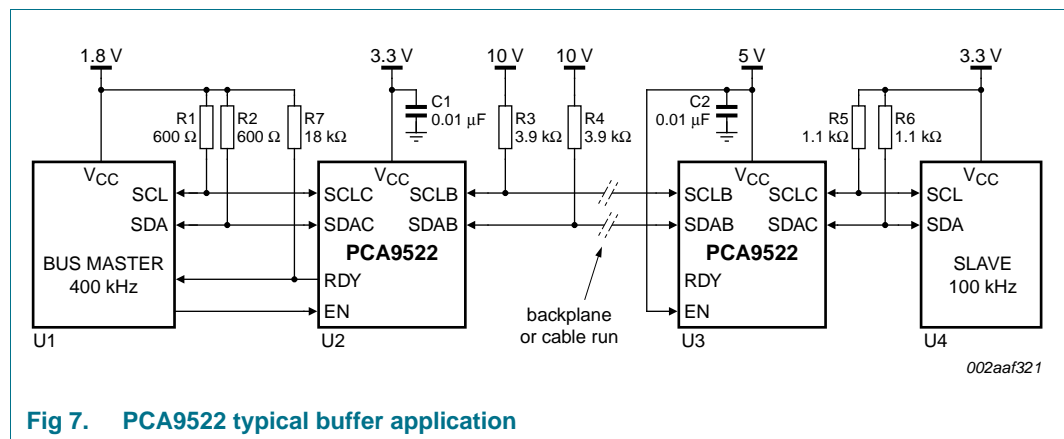 1.8 V
3.3 V
10 V
10 V
5 V
3.3 V
R1
600 Ω
R2
600 Ω
R7
18 kΩ
C1
0.01 μF
R3
3.9 kΩ
R4
3.9 kΩ
C2
0.01 μF
R5
1.1 kΩ
R6
1.1 kΩ
VCC
SCL
SDA
BUS MASTER
400 kHz
U1
VCC
SCLC
SCLB
SDAC
SDAB
PCA9522
RDY
EN
U2
backplane
or cable run
VCC
SCLB
SCLC
SDAB
SDAC
PCA9522
RDY
EN
U3
VCC
SCL
SDA
SLAVE
100 kHz
U4
002aaf321
Fig 7. PCA9522 typical buffer application